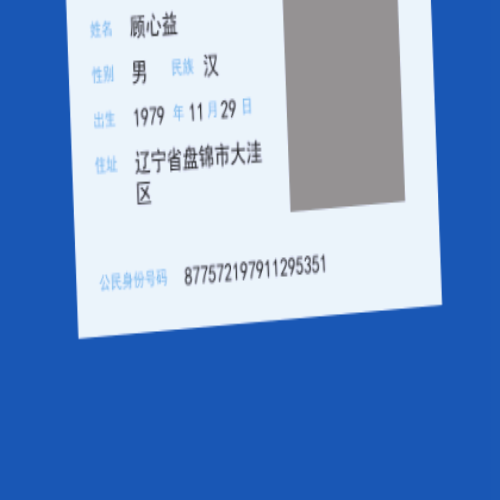 姓名 顾心益
性别 男 民族 汉
出生 1979 年 11 月 29 日
住址 辽宁省盘锦市大洼
区
公民身份号码 877572197911295351